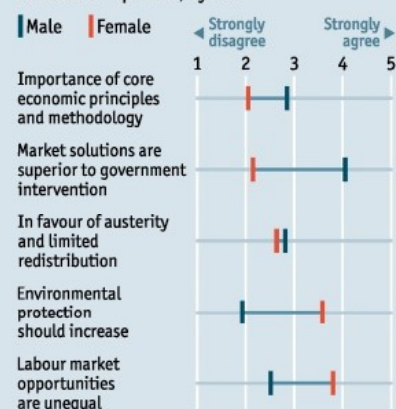 Male Female
Strongly disagree
Strongly agree
1 2 3 4 5
Importance of core
economic principles
and methodology
Market solutions are
superior to government
intervention
In favour of austerity
and limited
redistribution
Environmental
protection
should increase
Labour market
opportunities
are unequal